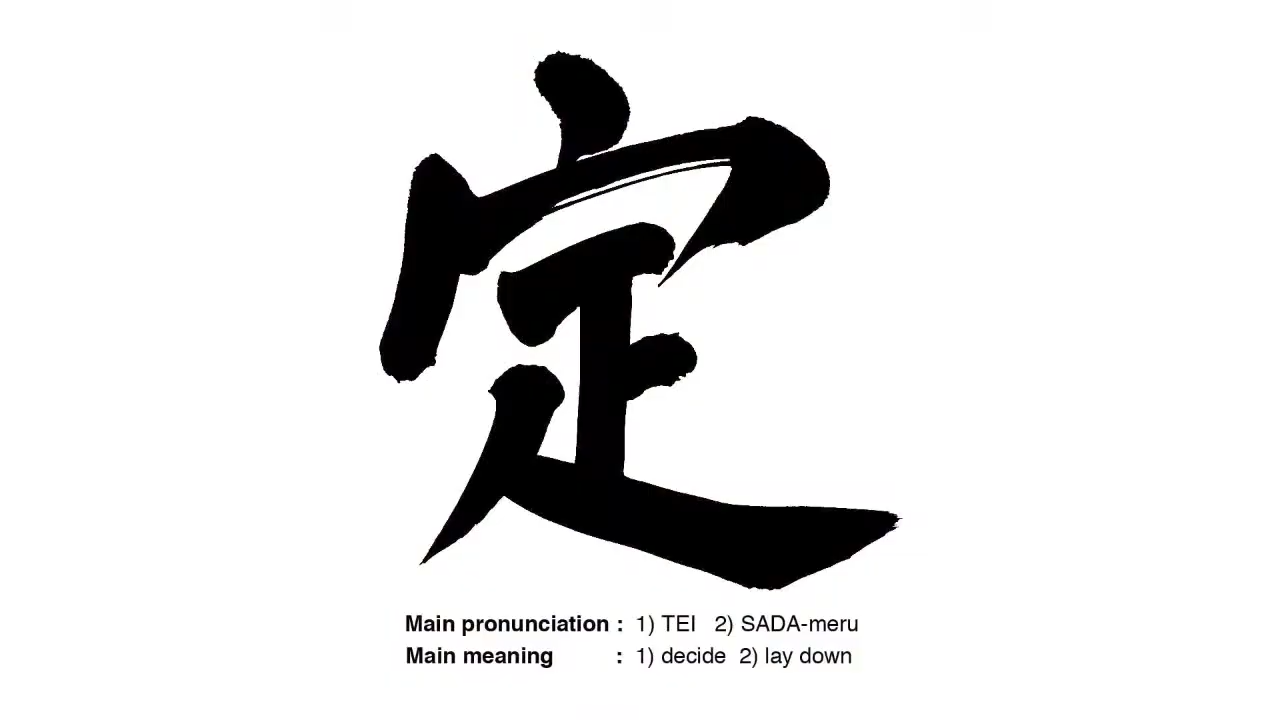 定
Main pronunciation : 1) TEI 2) SADA-meru
Main meaning : 1) decide 2) lay down